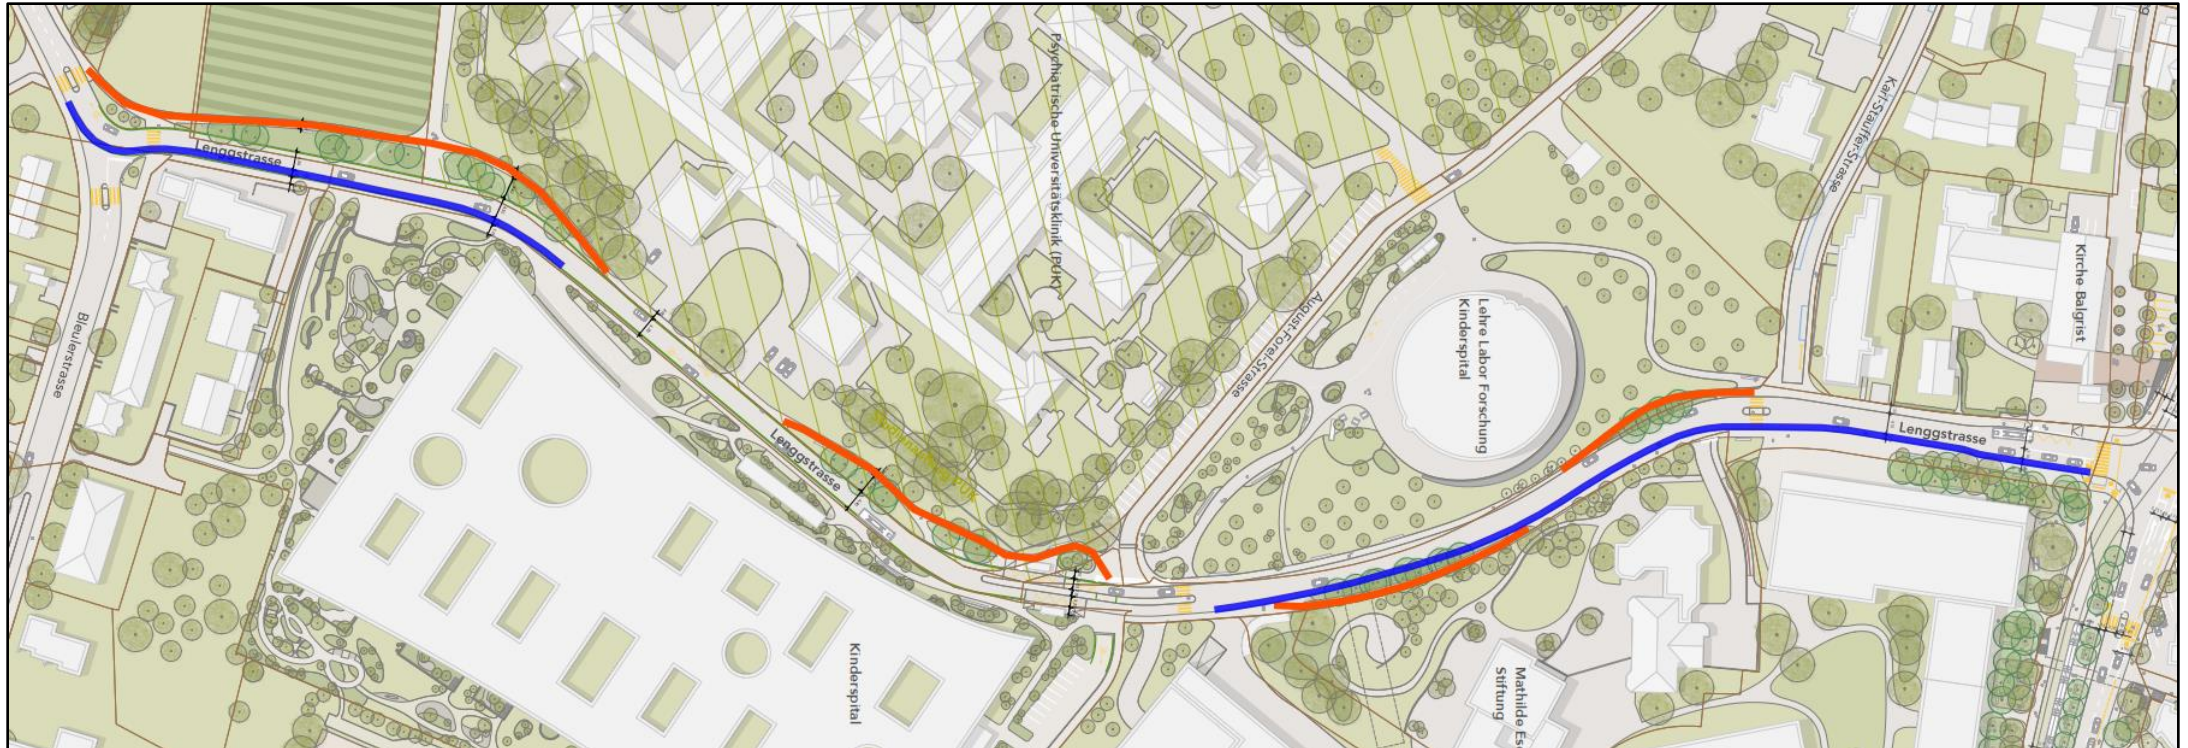 Lenggstrasse
Bleulerstrasse
Psychiatrische Universitätsklinik (PUK)
Lenggstrasse
Kinderspital
August-Forel-Strasse
Lehre Labor Forschung
Kinderspital
Mathilde Esc
Stiftung
Karl-Stauffer-Strasse
Kirche Balgrist
Lenggstrasse